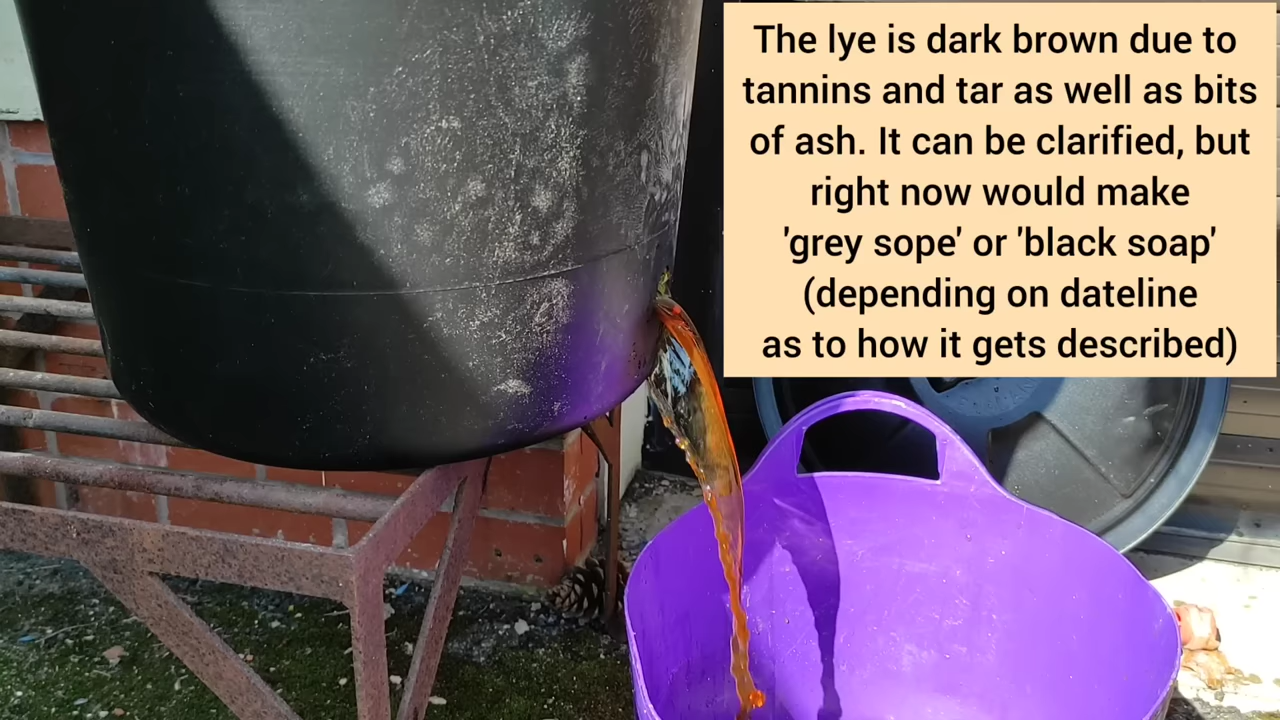 The lye is dark brown due to
tannins and tar as well as bits
of ash. It can be clarified, but
right now would make
'grey sope' or 'black soap'
(depending on dateline
as to how it gets described)